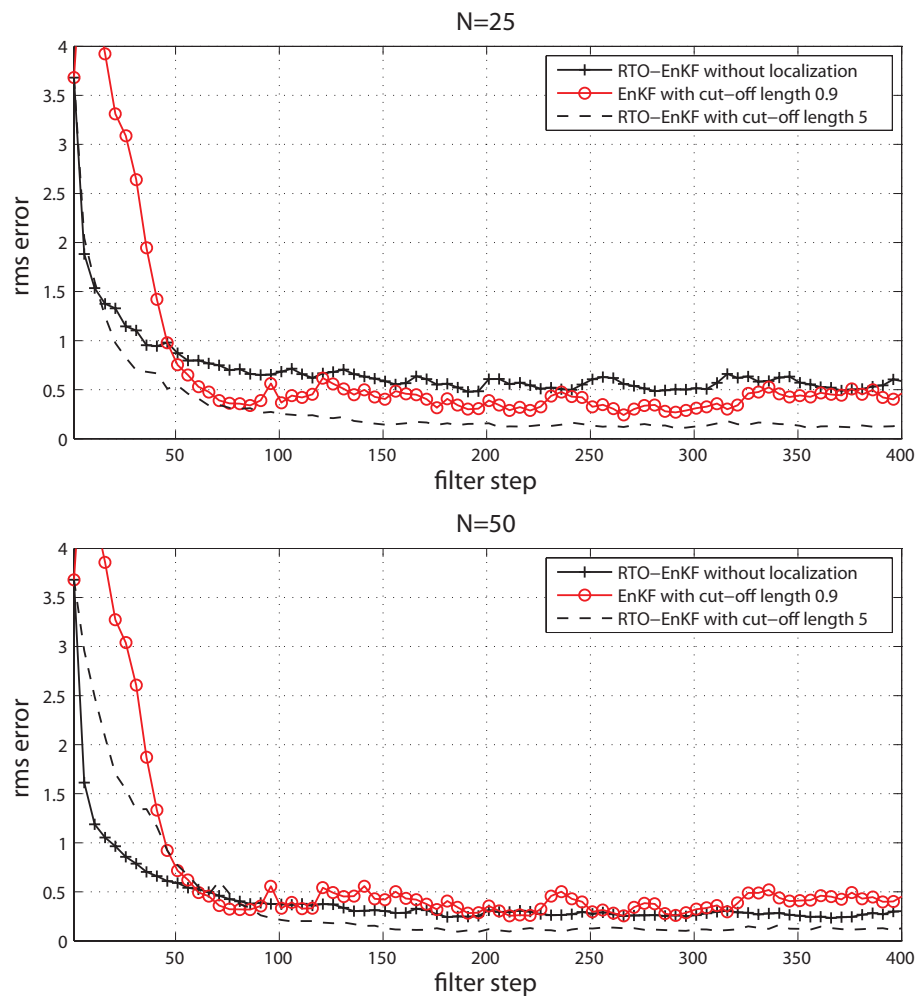 N=25
4
3.5
3
2.5
2
1.5
1
0.5
0
rms error
RTO−EnKF without localization
EnKF with cut−off length 0.9
RTO−EnKF with cut−off length 5
50 100 150 200 250 300 350 400
filter step
N=50
4
3.5
3
2.5
2
1.5
1
0.5
0
rms error
RTO−EnKF without localization
EnKF with cut−off length 0.9
RTO−EnKF with cut−off length 5
50 100 150 200 250 300 350 400
filter step